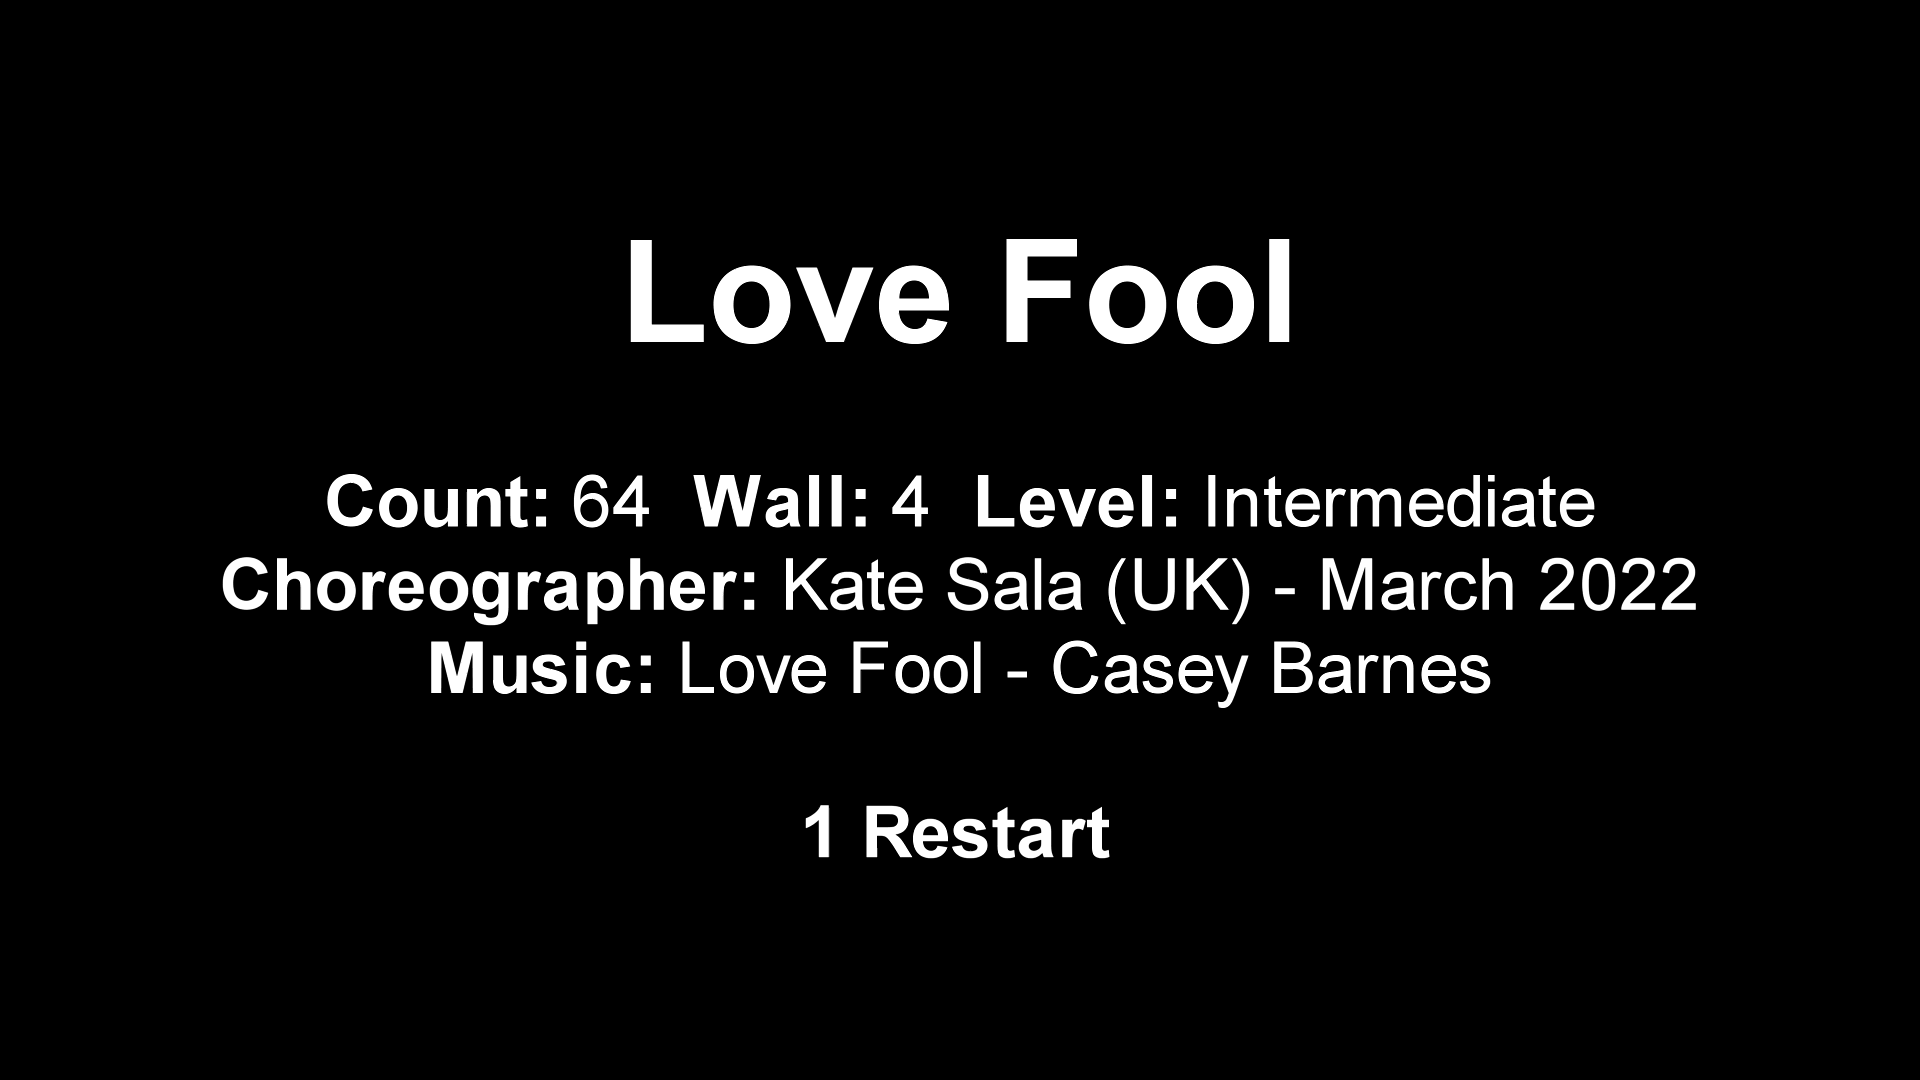 Love Fool
Count: 64 Wall: 4 Level: Intermediate
Choreographer: Kate Sala (UK) - March 2022
Music: Love Fool - Casey Barnes
1 Restart